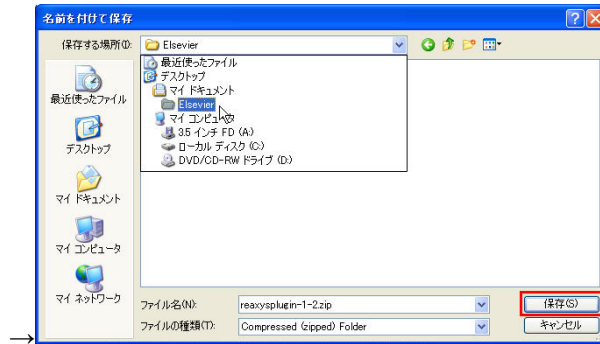 名前を付けて保存
保存する場所(I):
Elsevier
最近使ったファイル
デスクトップ
マイ ドキュメント
Elsevier
マイ コンピュータ
3.5 インチ FD (A:)
ローカル ディスク (C:)
DVD/CD-RW ドライブ (D:)
最近使ったファイル
デスクトップ
マイ ドキュメント
マイ コンピュータ
マイ ネットワーク
ファイル名(N):
reaxysplugin-1-2.zip
保存(S)
ファイルの種類(T):
Compressed (zipped) Folder
キャンセル
→